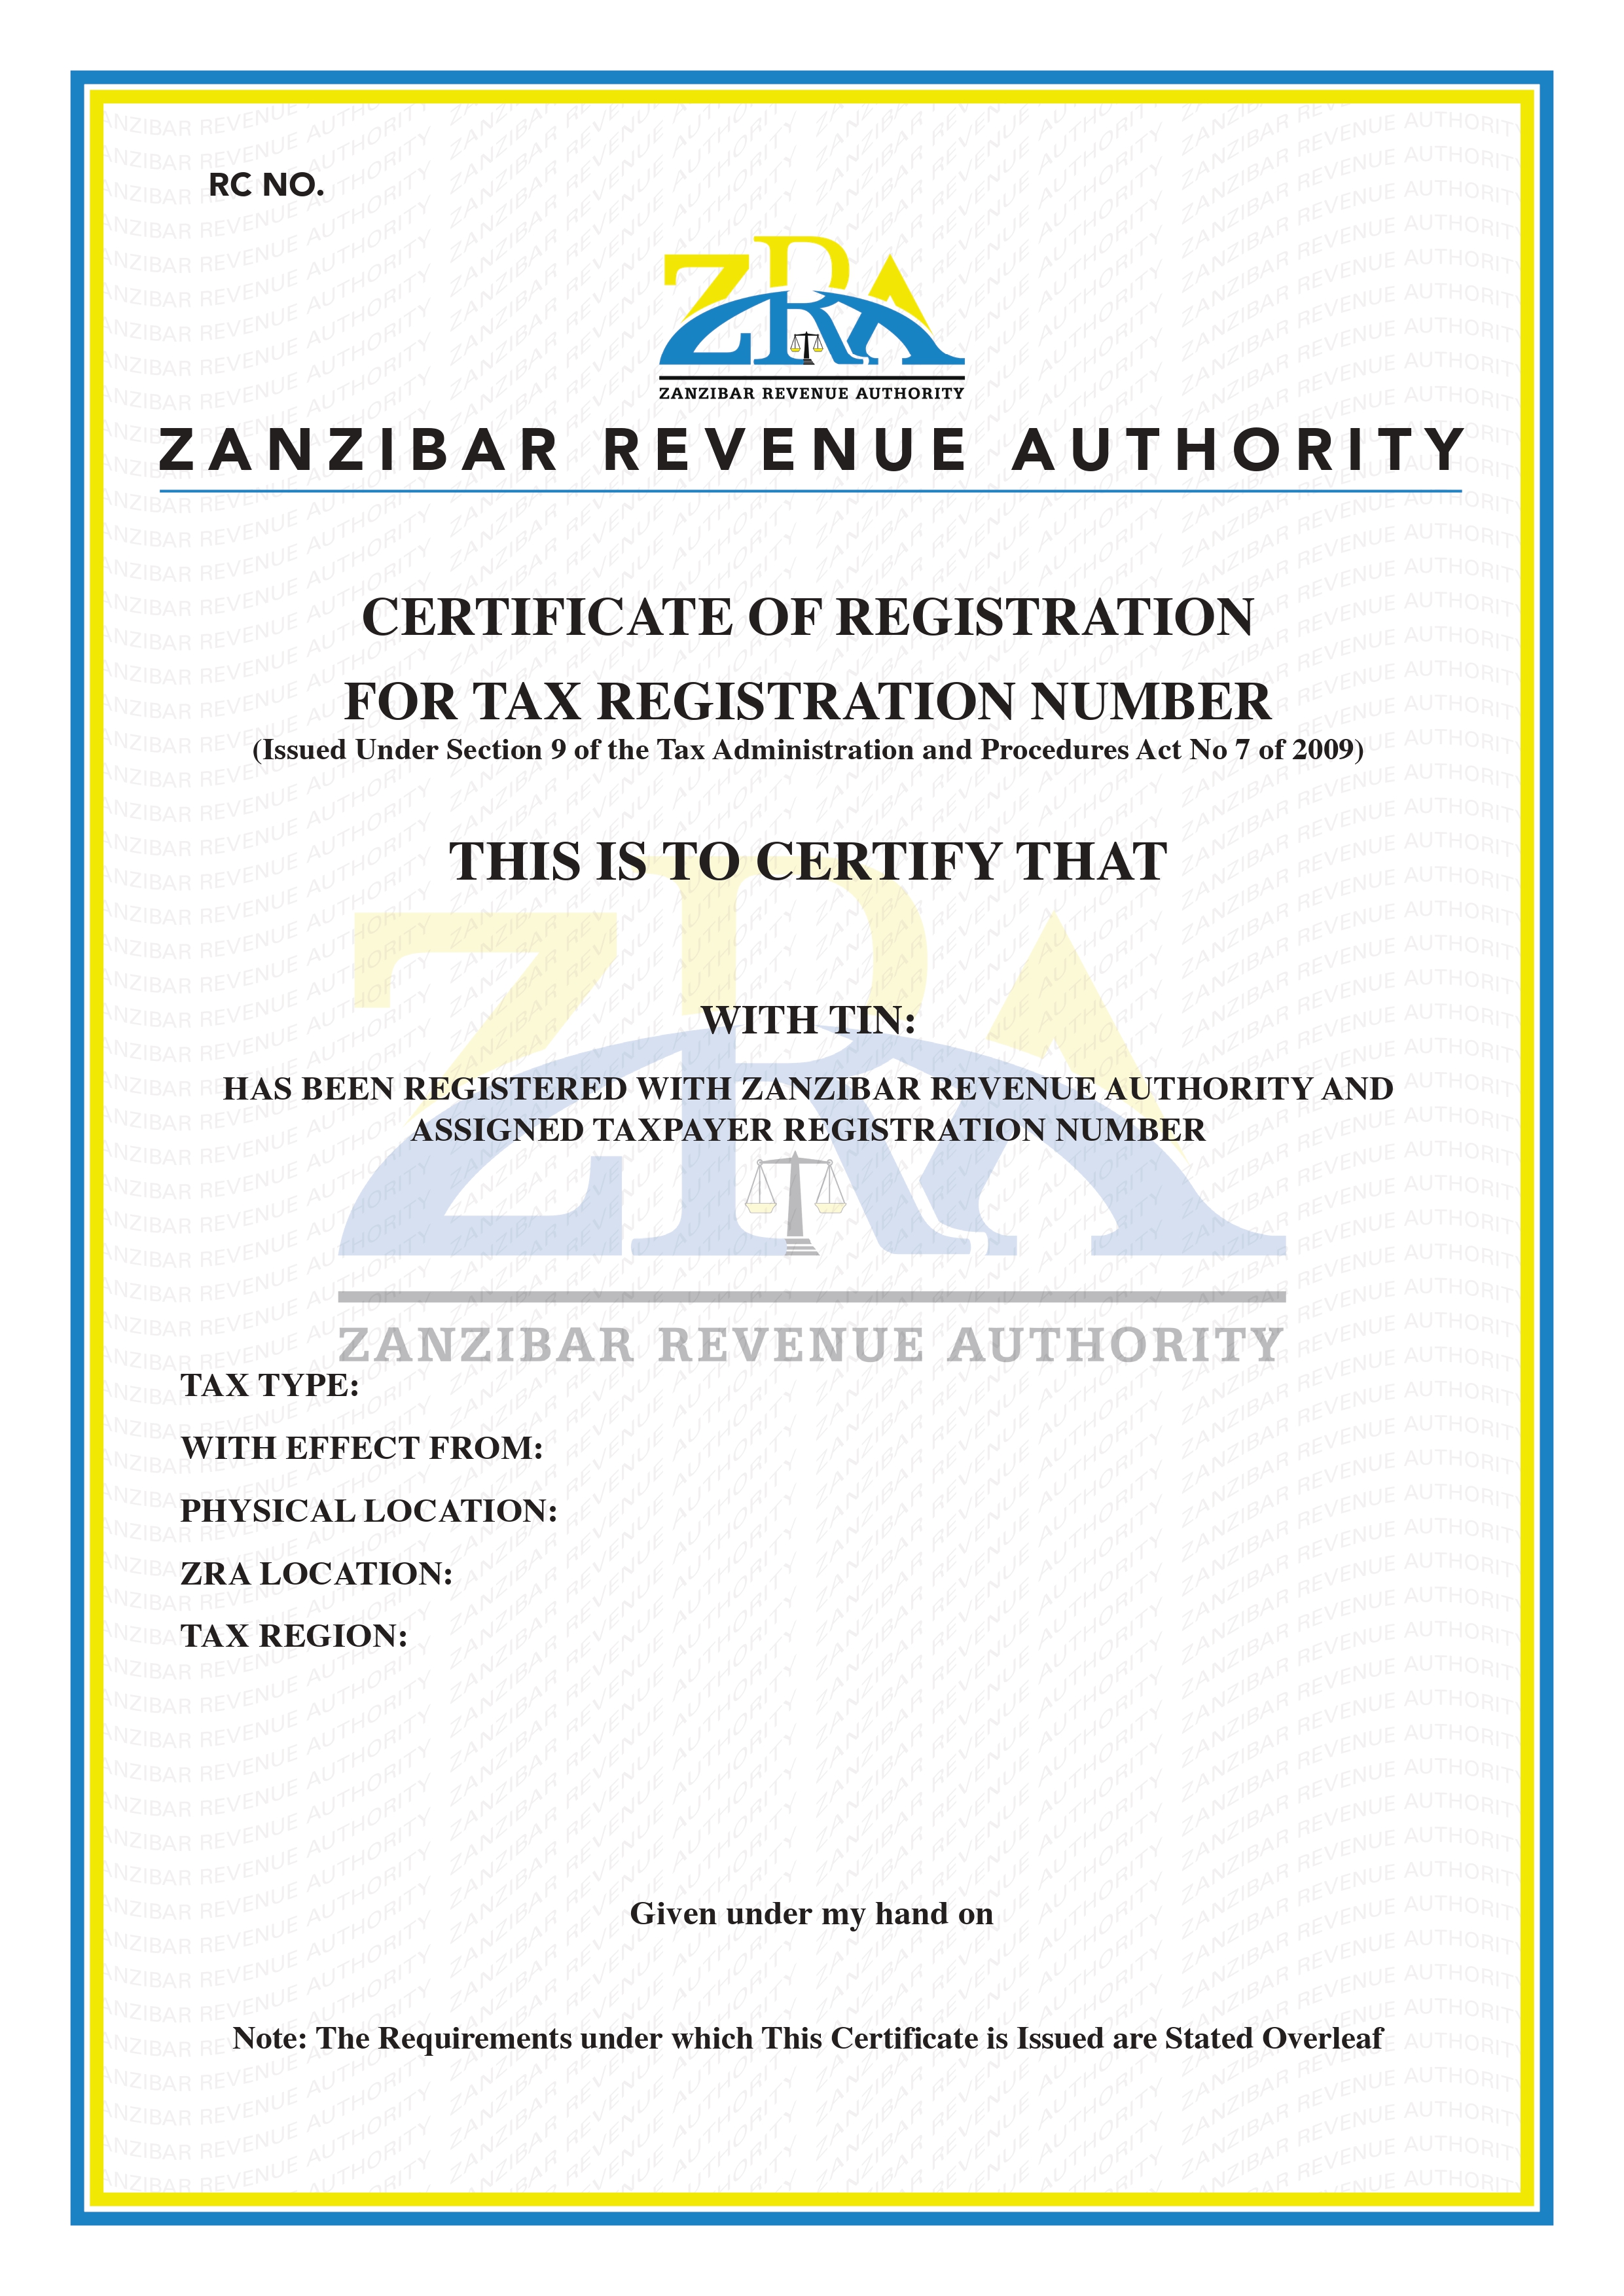 RC NO.
ZRA
ZANZIBAR REVENUE AUTHORITY
ZANZIBAR REVENUE AUTHORITY
CERTIFICATE OF REGISTRATION
FOR TAX REGISTRATION NUMBER
(Issued Under Section 9 of the Tax Administration and Procedures Act No 7 of 2009)
THIS IS TO CERTIFY THAT
ZRA
WITH TIN:
HAS BEEN REGISTERED WITH ZANZIBAR REVENUE AUTHORITY AND
ASSIGNED TAXPAYER REGISTRATION NUMBER
ZANZIBAR REVENUE AUTHORITY
TAX TYPE:
WITH EFFECT FROM:
PHYSICAL LOCATION:
ZRA LOCATION:
TAX REGION:
Given under my hand on
Note: The Requirements under which This Certificate is Issued are Stated Overleaf